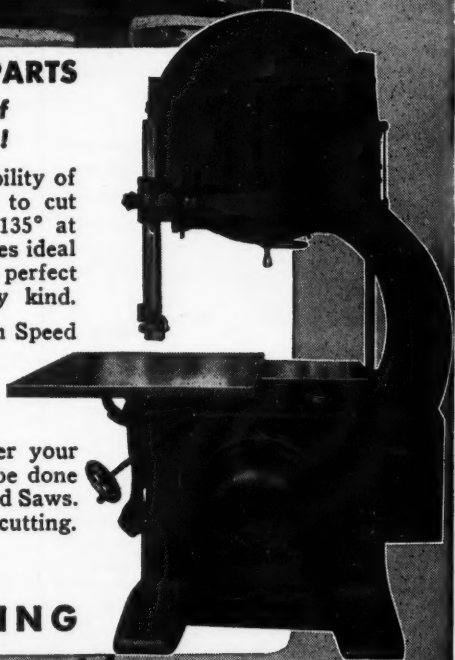 PARTS
f
!
bility of
to cut
135° at
es ideal
perfect
y kind.
n Speed
er your
be done
d Saws.
cutting.
ING